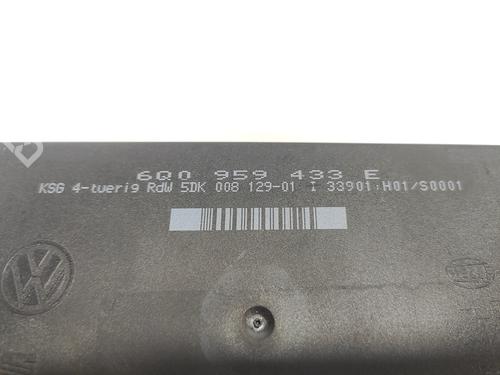 6Q0 959 433 E
KSG 4-tuerig RdW 5DK 008 129-01 I 33901:H01/S0001